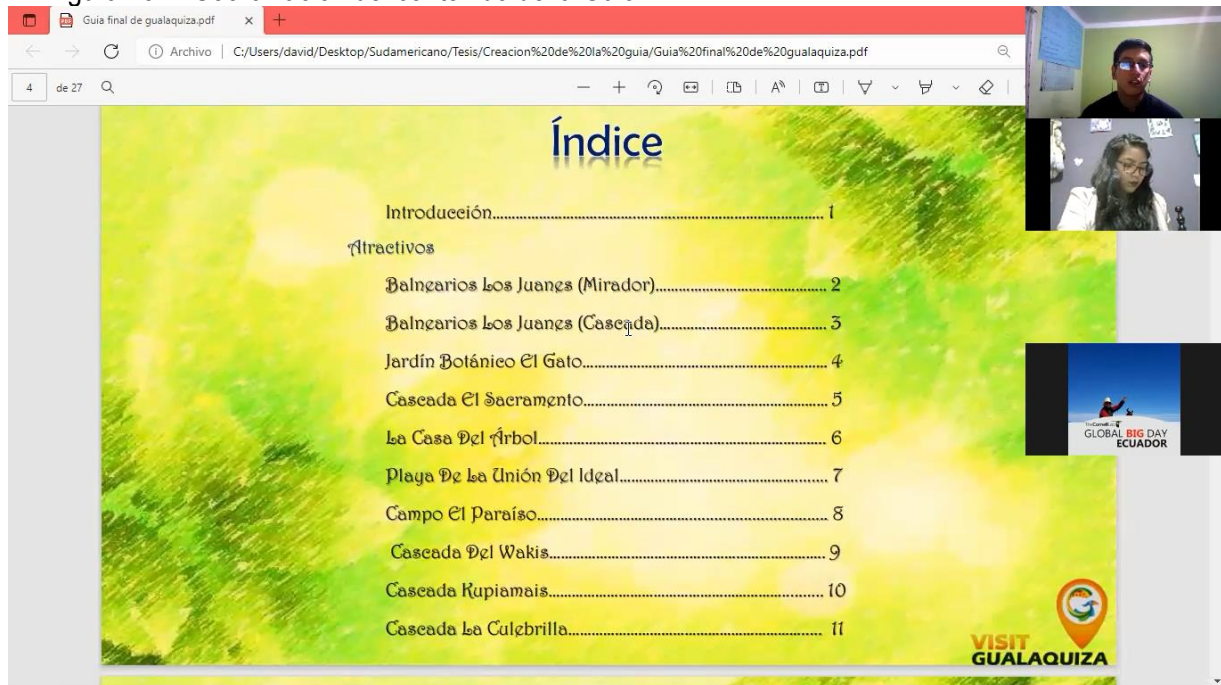 Guia final de gualaquiza.pdf
Archivo | C:/Users/david/Desktop/Sudamericano/Tesis/Creacion%20de%20la%20guia/Guia%20final%20de%20gualaquiza.pdf
4 de 27
Índice
Introducción.......... 1
Atractivos
Balnearios Los Juanes (Mirador).......... 2
Balnearios Los Juanes (Cascada).......... 3
Jardín Botánico El Gato.......... 4
Cascada El Sacramento.......... 5
La Casa Del Árbol.......... 6
Playa De La Unión Del Ideal.......... 7
Campo El Paraíso.......... 8
Cascada Del Wakis.......... 9
Cascada Kupiamais.......... 10
Cascada La Culebrilla.......... 11
VISIT
GUALAQUIZA
GLOBAL BIG DAY
ECUADOR